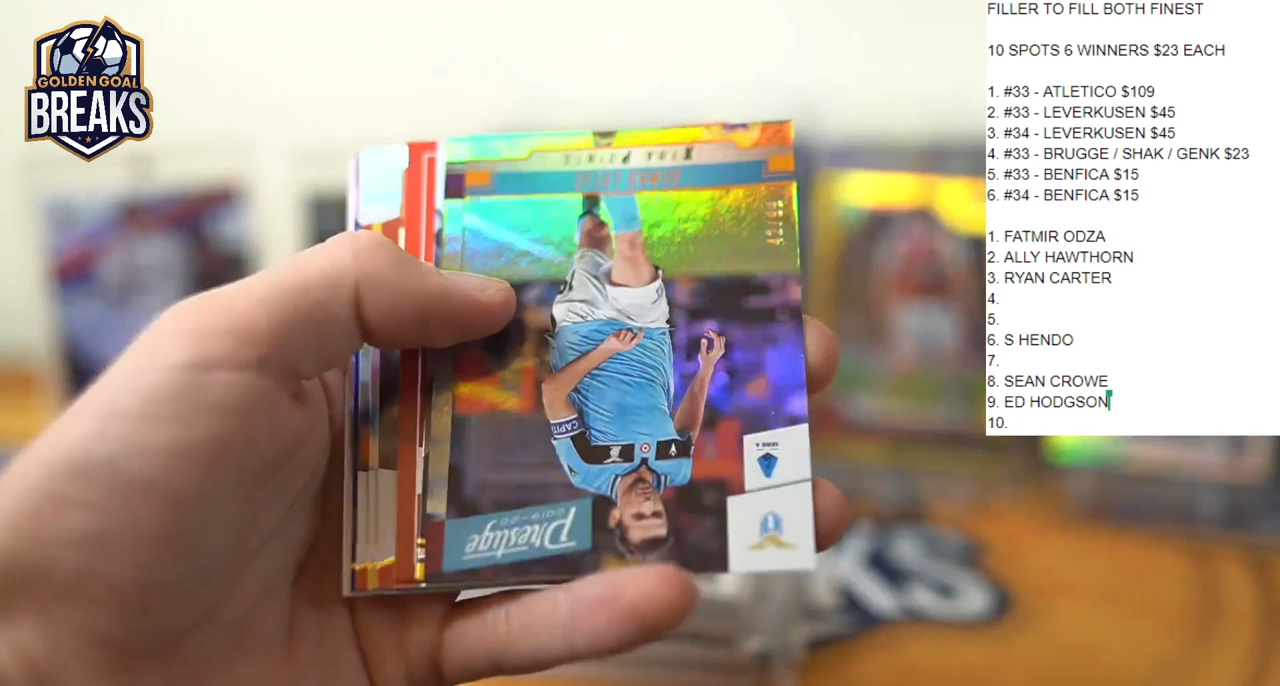 GOLDEN GOAL
BREAKS
FILLER TO FILL BOTH FINEST
10 SPOTS 6 WINNERS $23 EACH
1. #33 - ATLETICO $109
2. #33 - LEVERKUSEN $45
3. #34 - LEVERKUSEN $45
4. #33 - BRUGGE / SHAK / GENK $23
5. #33 - BENFICA $15
6. #34 - BENFICA $15
1. FATMIR ODZA
2. ALLY HAWTHORN
3. RYAN CARTER
4.
5.
6. S HENDO
7.
8. SEAN CROWE
9. ED HODGSON
10.
Prestige
2019-20